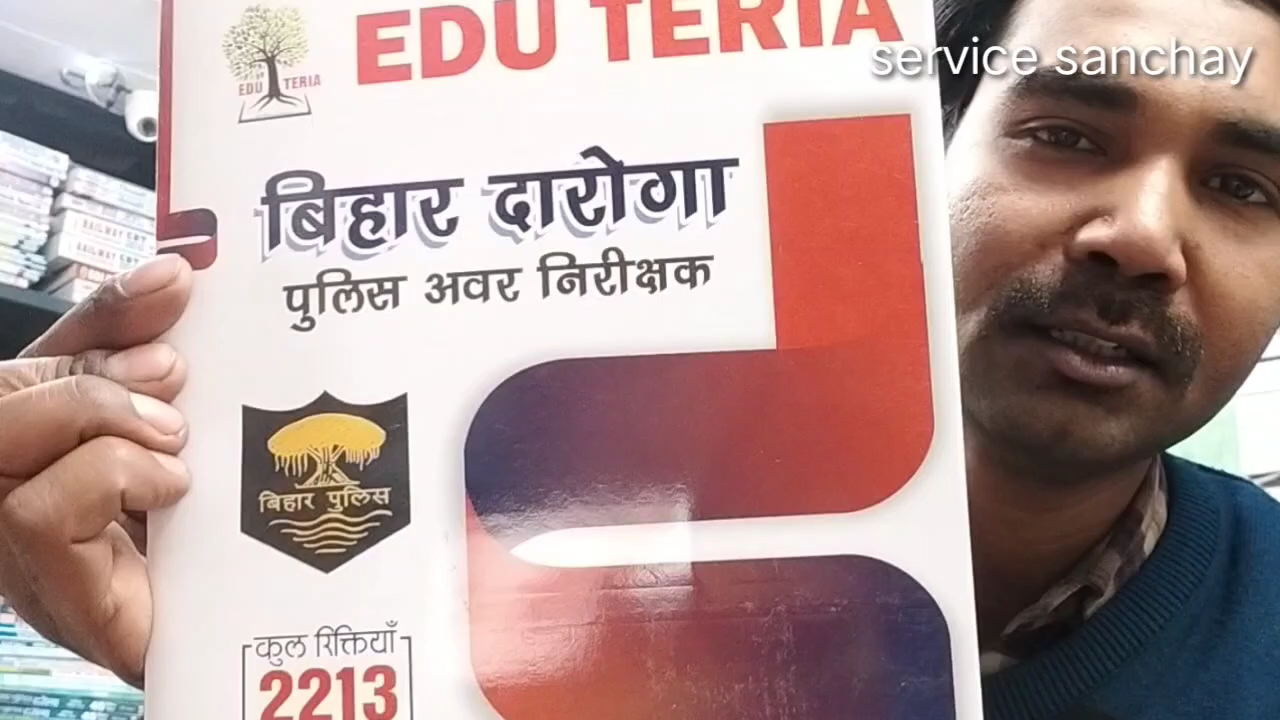 EDU TERIA
service sanchay
EDU TERIA
बिहार दारोगा
पुलिस अवर निरीक्षक
बिहार पुलिस
कुल रिक्तियाँ
2213